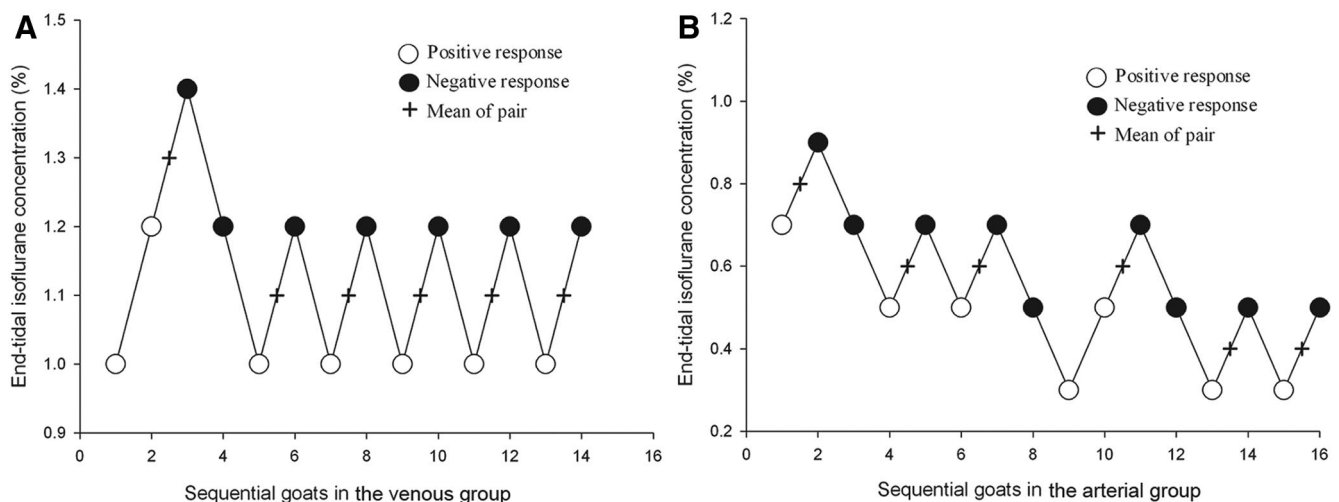 A
1.5
1.4
1.3
1.2
1.1
1.0
0.9
End-tidal isoflurane concentration (%)
Positive response
Negative response
Mean of pair
0 2 4 6 8 10 12 14 16
Sequential goats in the venous group
B
1.2
1.0
0.8
0.6
0.4
0.2
End-tidal isoflurane concentration (%)
Positive response
Negative response
Mean of pair
0 2 4 6 8 10 12 14 16
Sequential goats in the arterial group